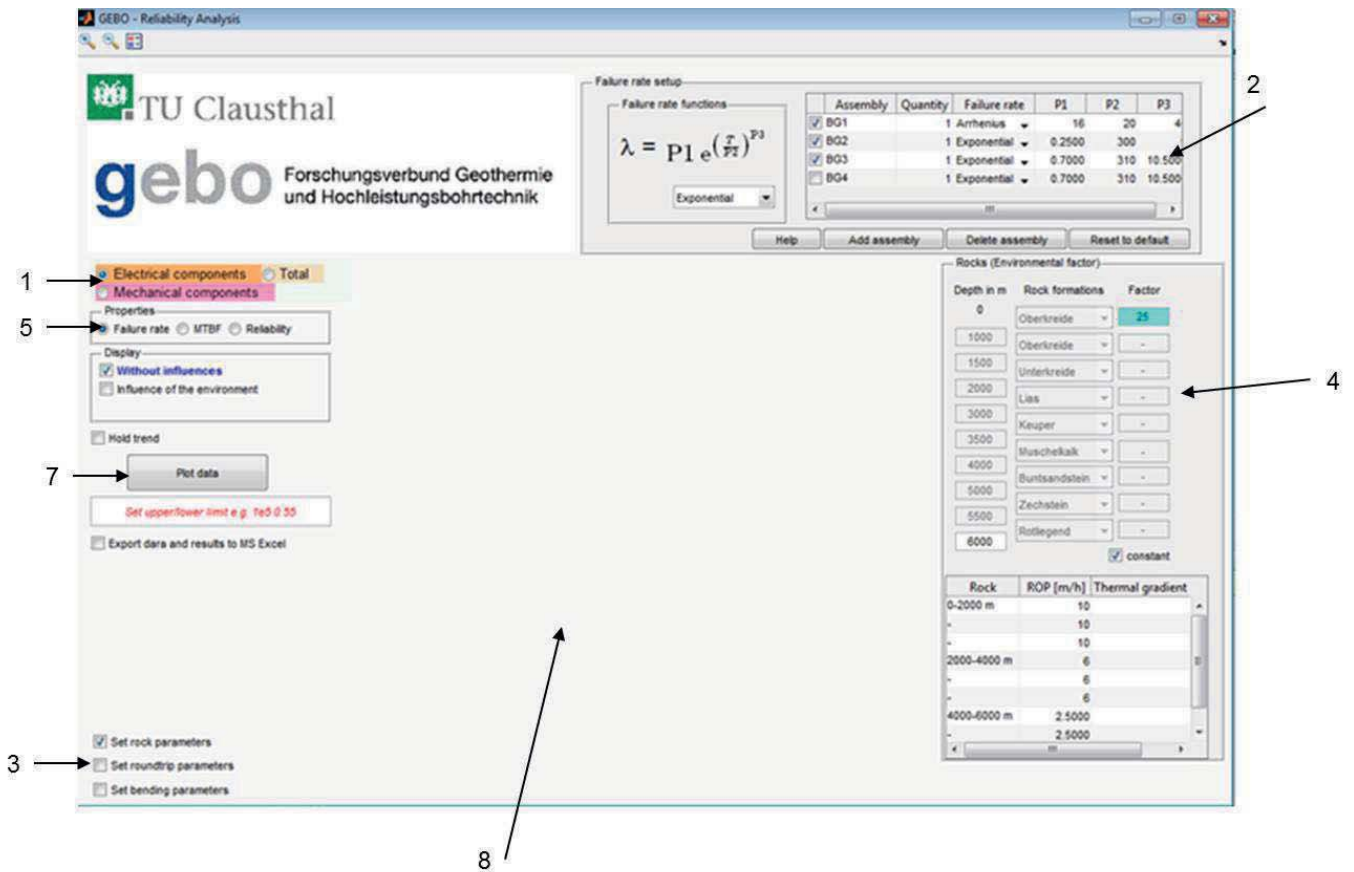 GEBO - Reliability Analysis
TU Clausthal
gebo Forschungsverbund Geothermie
und Hochleistungsbohrtechnik
Failure rate setup
Failure rate functions
λ = P1 e^(T/P2)^P3
Exponential
Assembly Quantity Failure rate P1 P2 P3
BG1 1 Arrhenius 16 20 4
BG2 1 Exponential 0.2500 300
BG3 1 Exponential 0.7000 310 10.500
BG4 1 Exponential 0.7000 310 10.500
Help Add assembly Delete assembly Reset to default
2
1
Electrical components Total
Mechanical components
5
Properties
Failure rate MTBF Reliability
Display
Without influences
Influence of the environment
Hold trend
7
Plot data
Set upper/lower limit e.g. 1e5 0.55
Export dara and results to MS Excel
Rocks (Environmental factor)
Depth in m Rock formations Factor
0 Oberkreide 25
1000 Oberkreide -
1500 Unterkreide -
2000 Lias -
3000 Keuper -
3500 Muschelkalk -
4000 Buntsandstein -
5000 Zechstein -
5500 Rotliegend -
6000
constant
4
Rock ROP [m/h] Thermal gradient
0-2000 m 10
- 10
- 10
2000-4000 m 6
- 6
- 6
4000-6000 m 2.5000
- 2.5000
Set rock parameters
3
Set roundtrip parameters
Set bending parameters
8